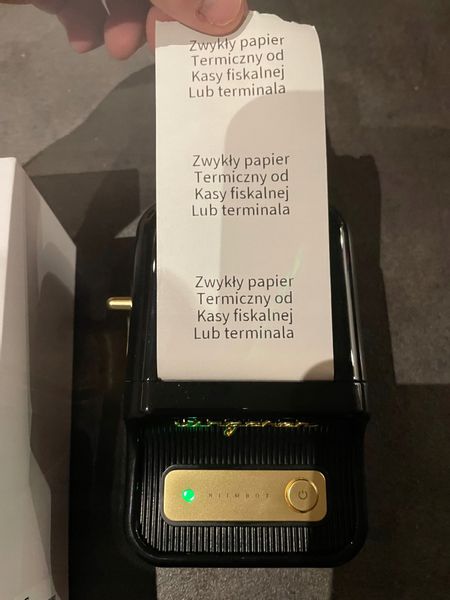 Zwykły papier
Termiczny od
Kasy fiskalnej
Lub terminala
Zwykły papier
Termiczny od
Kasy fiskalnej
Lub terminala
Zwykły papier
Termiczny od
Kasy fiskalnej
Lub terminala
NIIMBOT